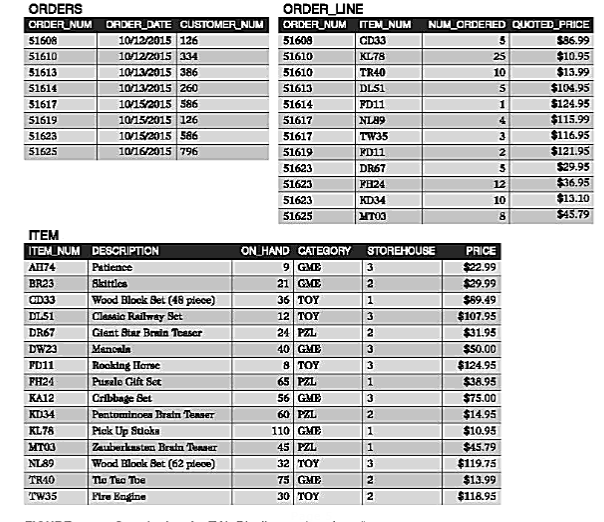 ORDERS
ORDER_NUM ORDER_DATE CUSTOMER_NUM
51608 10/12/2015 126
51610 10/12/2015 334
51613 10/13/2015 386
51614 10/13/2015 260
51617 10/15/2015 586
51619 10/15/2015 126
51623 10/15/2015 586
51625 10/16/2015 796
ORDER_LINE
ORDER_NUM ITEM_NUM NUM_ORDERED QUOTED_PRICE
51608 CD33 5 $86.99
51610 KL78 25 $10.95
51610 TR40 10 $13.99
51613 DL51 5 $104.95
51614 FD11 1 $124.95
51617 NL89 4 $115.99
51617 TW35 3 $116.95
51619 FD11 2 $121.95
51623 DR67 5 $29.95
51623 FH24 12 $36.95
51623 KD34 10 $13.10
51625 MT03 8 $45.79
ITEM
ITEM_NUM DESCRIPTION ON_HAND CATEGORY STOREHOUSE PRICE
AH74 Patience 9 GME 3 $22.99
BR23 Skittles 21 GME 2 $29.99
CD33 Wood Block Set (48 piece) 36 TOY 1 $89.49
DL51 Classic Railway Set 12 TOY 3 $107.95
DR67 Giant Star Brain Teaser 24 PZL 2 $31.95
DW23 Mancala 40 GME 3 $50.00
FD11 Rocking Horse 8 TOY 3 $124.95
FH24 Puzzle Gift Set 65 PZL 1 $38.95
KA12 Cribbage Set 56 GME 3 $75.00
KD34 Pentominoes Brain Teaser 60 PZL 2 $14.95
KL78 Pick Up Sticks 110 GME 1 $10.95
MT03 Zauberkasten Brain Teaser 45 PZL 1 $45.79
NL89 Wood Block Set (62 piece) 32 TOY 3 $119.75
TR40 Tic Tac Toe 75 GME 2 $13.99
TW35 Fire Engine 30 TOY 2 $118.95